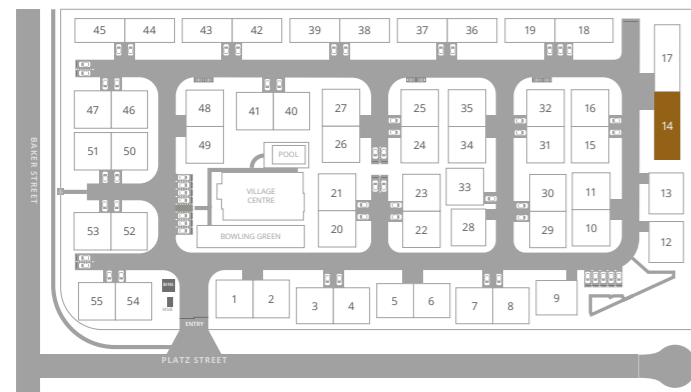 45 44 43 42 39 38 37 36 19 18
17
47 46 48 41 40 27 25 35 32 16
14
51 50 49 26 24 34 31 15
POOL
BAKER STREET
VILLAGE
CENTRE
21 23 33 30 11 13
53 52 20 22 28 29 10
BOWLING GREEN
12
55 54 1 2 3 4 5 6 7 8 9
ENTRY
PLATZ STREET